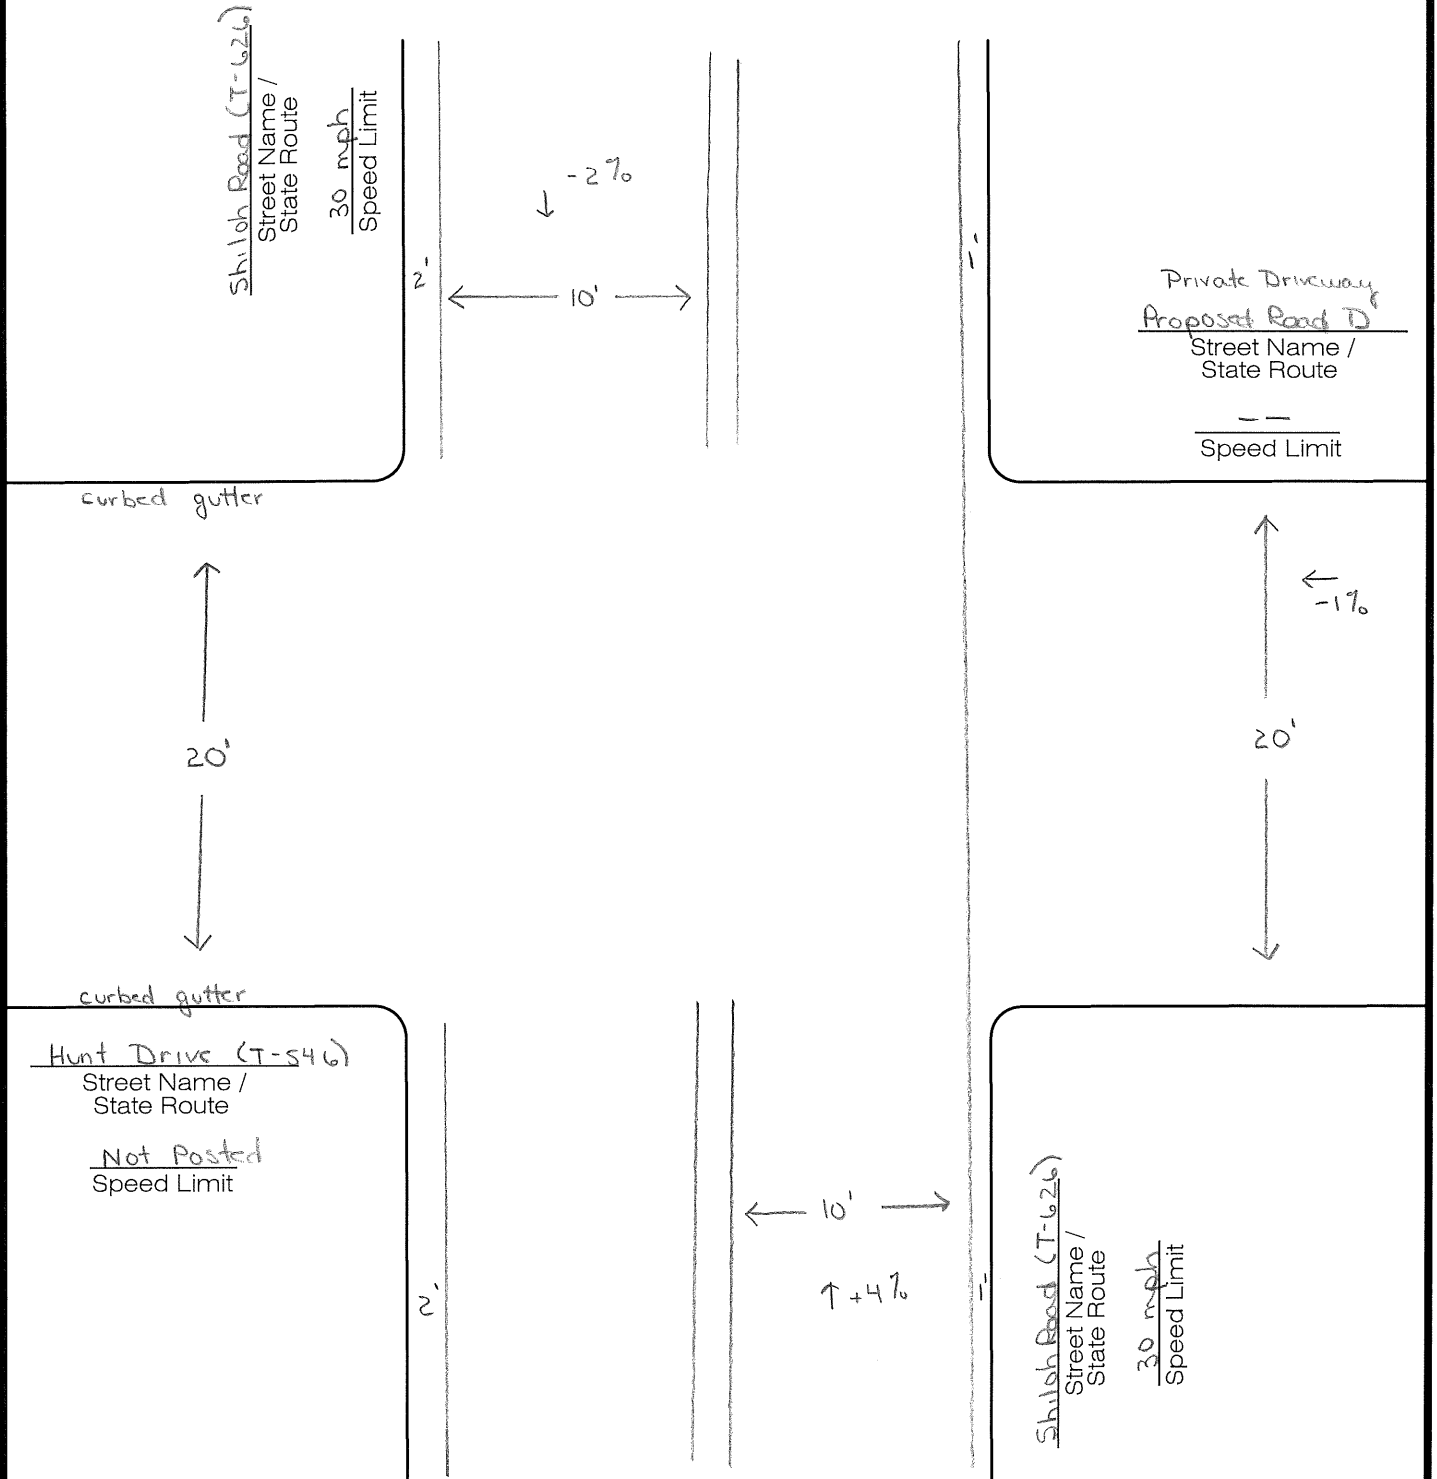 Shiloh Road (T-626)
Street Name /
State Route
30 mph
Speed Limit
-2%
2'
10'
1'
Private Driveway
Proposed Road D
Street Name /
State Route
--
Speed Limit
curbed gutter
-1%
20'
20'
curbed gutter
Hunt Drive (T-546)
Street Name /
State Route
Not Posted
Speed Limit
10'
+4%
2'
1'
Shiloh Road (T-626)
Street Name /
State Route
30 mph
Speed Limit